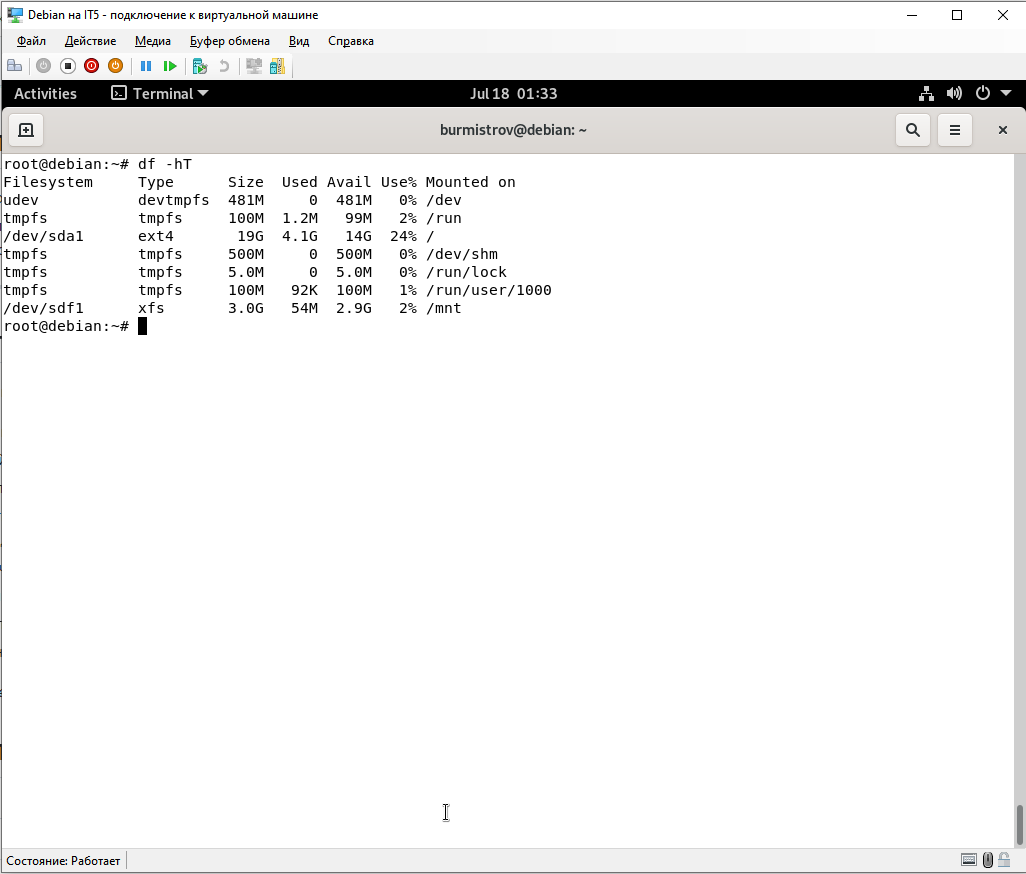 Debian на IT5 - подключение к виртуальной машине
Файл Действие Медиа Буфер обмена Вид Справка
Activities Terminal Jul 18 01:33
burmistrov@debian: ~
root@debian:~# df -hT
Filesystem     Type      Size  Used Avail Use% Mounted on
udev           devtmpfs  481M     0  481M   0% /dev
tmpfs          tmpfs     100M  1.2M   99M   2% /run
/dev/sda1      ext4       19G  4.1G   14G  24% /
tmpfs          tmpfs     500M     0  500M   0% /dev/shm
tmpfs          tmpfs     5.0M     0  5.0M   0% /run/lock
tmpfs          tmpfs     100M   92K  100M   1% /run/user/1000
/dev/sdf1      xfs       3.0G   54M  2.9G   2% /mnt
root@debian:~#
Состояние: Работает